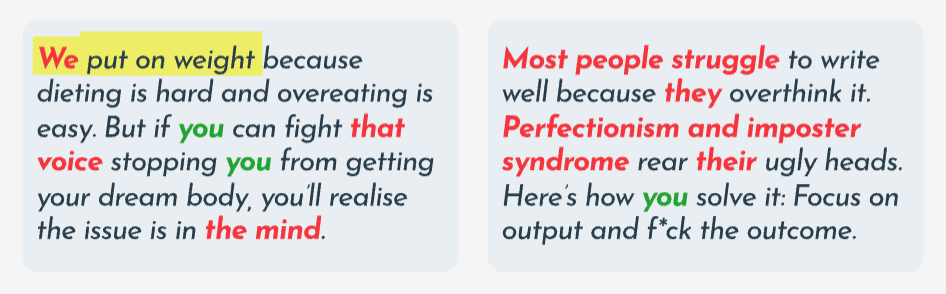 We put on weight because
dieting is hard and overeating is
easy. But if you can fight that
voice stopping you from getting
your dream body, you'll realise
the issue is in the mind.
Most people struggle to write
well because they overthink it.
Perfectionism and imposter
syndrome rear their ugly heads.
Here's how you solve it: Focus on
output and f*ck the outcome.